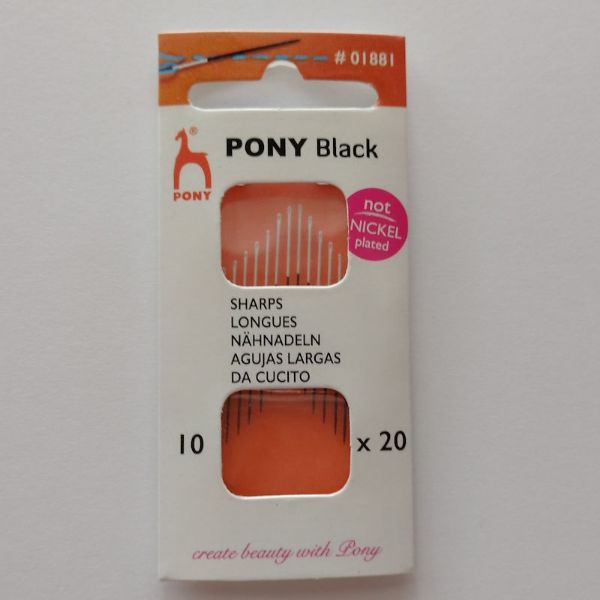 # 01881
®
PONY
PONY Black
not
NICKEL
plated
SHARPS
LONGUES
NÄHNADELN
AGUJAS LARGAS
DA CUCITO
10 x 20
create beauty with Pony